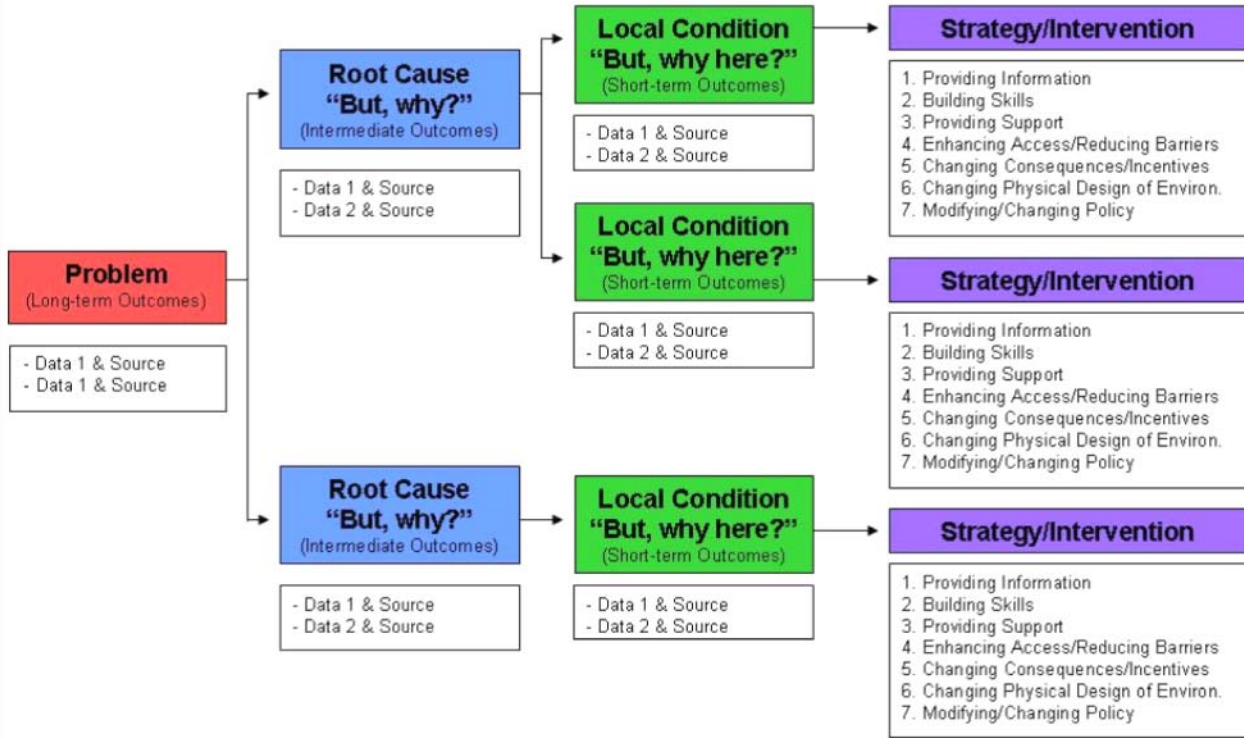 Problem
(Long-term Outcomes)
- Data 1 & Source
- Data 1 & Source
Root Cause
“But, why?”
(Intermediate Outcomes)
- Data 1 & Source
- Data 2 & Source
Local Condition
“But, why here?”
(Short-term Outcomes)
- Data 1 & Source
- Data 2 & Source
Strategy/Intervention
1. Providing Information
2. Building Skills
3. Providing Support
4. Enhancing Access/Reducing Barriers
5. Changing Consequences/Incentives
6. Changing Physical Design of Environ.
7. Modifying/Changing Policy
Local Condition
“But, why here?”
(Short-term Outcomes)
- Data 1 & Source
- Data 2 & Source
Strategy/Intervention
1. Providing Information
2. Building Skills
3. Providing Support
4. Enhancing Access/Reducing Barriers
5. Changing Consequences/Incentives
6. Changing Physical Design of Environ.
7. Modifying/Changing Policy
Root Cause
“But, why?”
(Intermediate Outcomes)
- Data 1 & Source
- Data 2 & Source
Local Condition
“But, why here?”
(Short-term Outcomes)
- Data 1 & Source
- Data 2 & Source
Strategy/Intervention
1. Providing Information
2. Building Skills
3. Providing Support
4. Enhancing Access/Reducing Barriers
5. Changing Consequences/Incentives
6. Changing Physical Design of Environ.
7. Modifying/Changing Policy